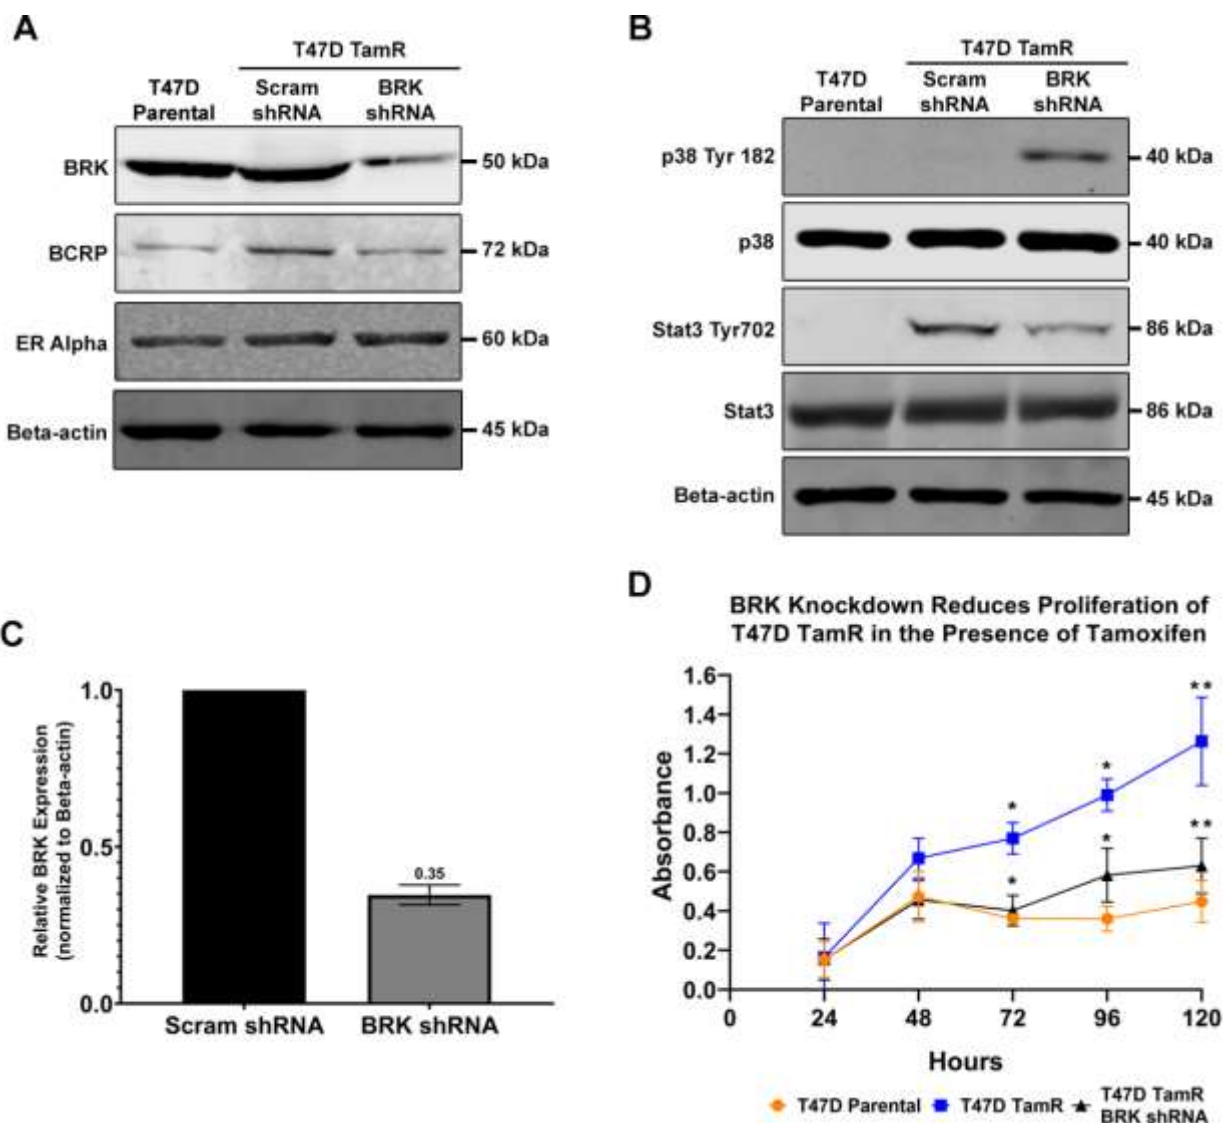 A
T47D TamR
T47D Parental
Scram shRNA
BRK shRNA
BRK
50 kDa
BCRP
72 kDa
ER Alpha
60 kDa
Beta-actin
45 kDa
B
T47D TamR
T47D Parental
Scram shRNA
BRK shRNA
p38 Tyr 182
40 kDa
p38
40 kDa
Stat3 Tyr702
86 kDa
Stat3
86 kDa
Beta-actin
45 kDa
C
Relative BRK Expression
(normalized to Beta-actin)
1.0
0.5
0.0
0.35
Scram shRNA
BRK shRNA
D
BRK Knockdown Reduces Proliferation of
T47D TamR in the Presence of Tamoxifen
Absorbance
1.6
1.4
1.2
1.0
0.8
0.6
0.4
0.2
0.0
**
*
*
**
*
*
0 24 48 72 96 120
Hours
T47D Parental
T47D TamR
T47D TamR
BRK shRNA